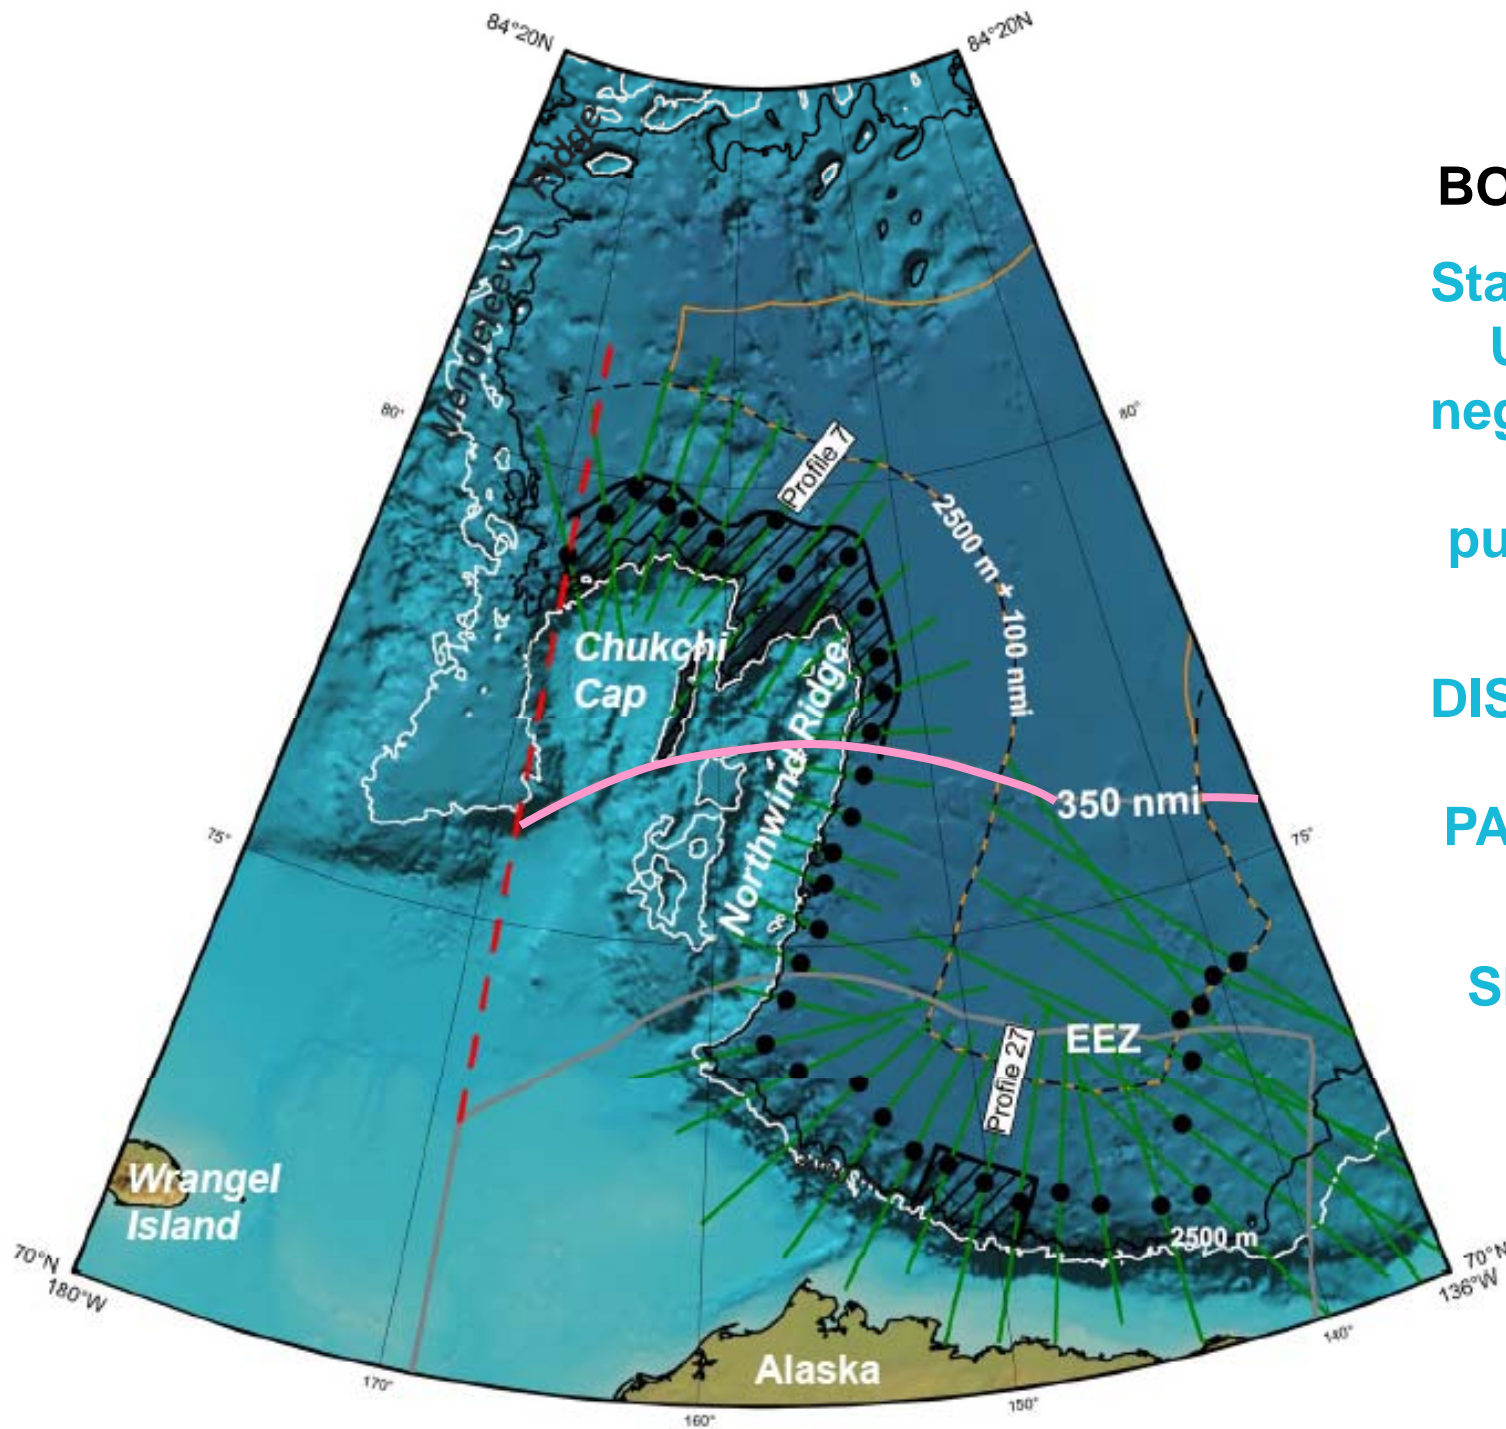 84°20N
84°20N
Mendeleev Ridge
80°
80°
Profile 7
2500 m + 100 nmi
Chukchi
Cap
Northwind Ridge
350 nmi
75°
75°
EEZ
Profile 27
Wrangel
Island
2500 m
70°N
180°W
70°N
136°W
170°
160°
150°
140°
Alaska
BO
Sta
U
neg
pu
DIS
PA